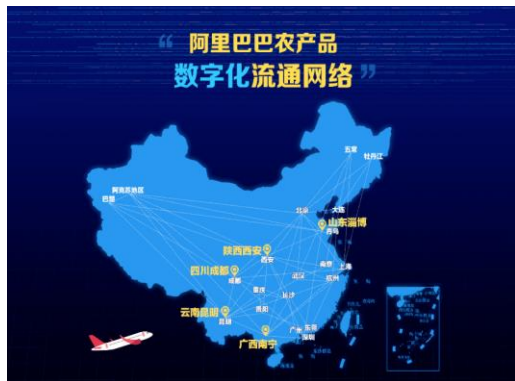 阿里巴巴农产品
数字化流通网络
五常
牡丹江
阿克苏地区
巴楚
北京
大连
山东淄博
青岛
陕西西安
西安
四川成都
成都
南京
上海
武汉
杭州
重庆
长沙
云南昆明
昆明
贵阳
广西南宁
广州
东莞
深圳